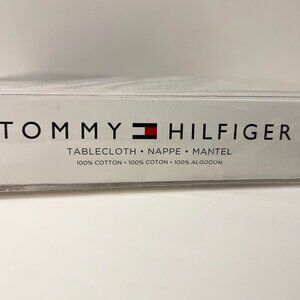 TOMMY HILFIGER
TABLECLOTH • NAPPE • MANTEL
100% COTTON • 100% COTON • 100% ALGODON